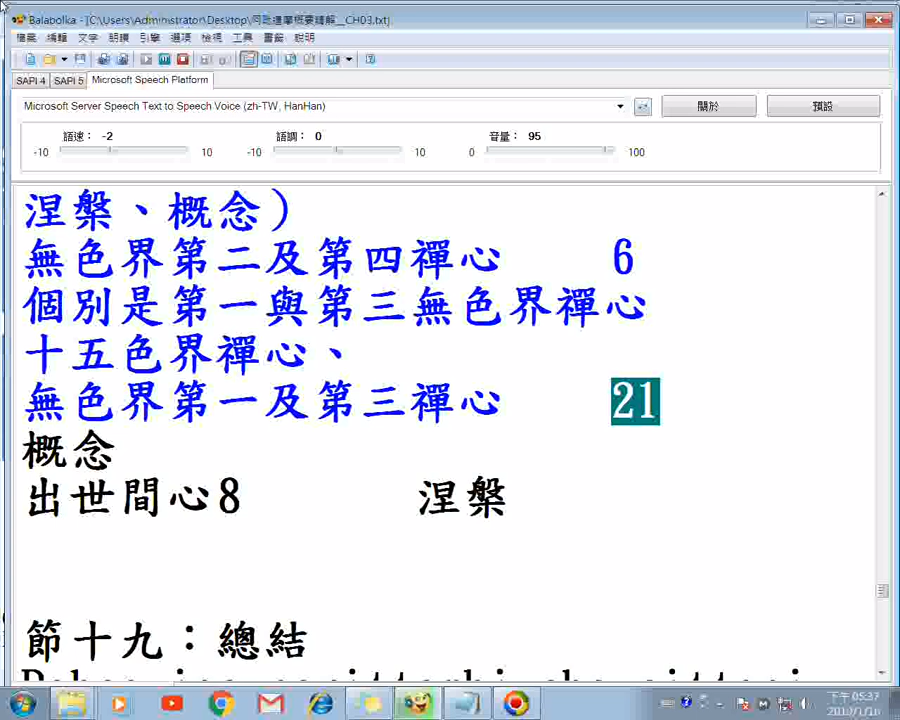 Balabolka - [C:\Users\Administrator\Desktop\阿毗達摩概要精解__CH03.txt]
檔案 編輯 文字 朗讀 引擎 選項 檢視 工具 書籤 說明
SAPI 4 SAPI 5 Microsoft Speech Platform
Microsoft Server Speech Text to Speech Voice (zh-TW, HanHan) 關於 預設
語速： -2 語調： 0 音量： 95
-10 10 -10 10 0 100
涅槃、概念）
無色界第二及第四禪心 6
個別是第一與第三無色界禪心
十五色界禪心、
無色界第一及第三禪心 21
概念
出世間心8 涅槃
節十九：總結
下午 05:37